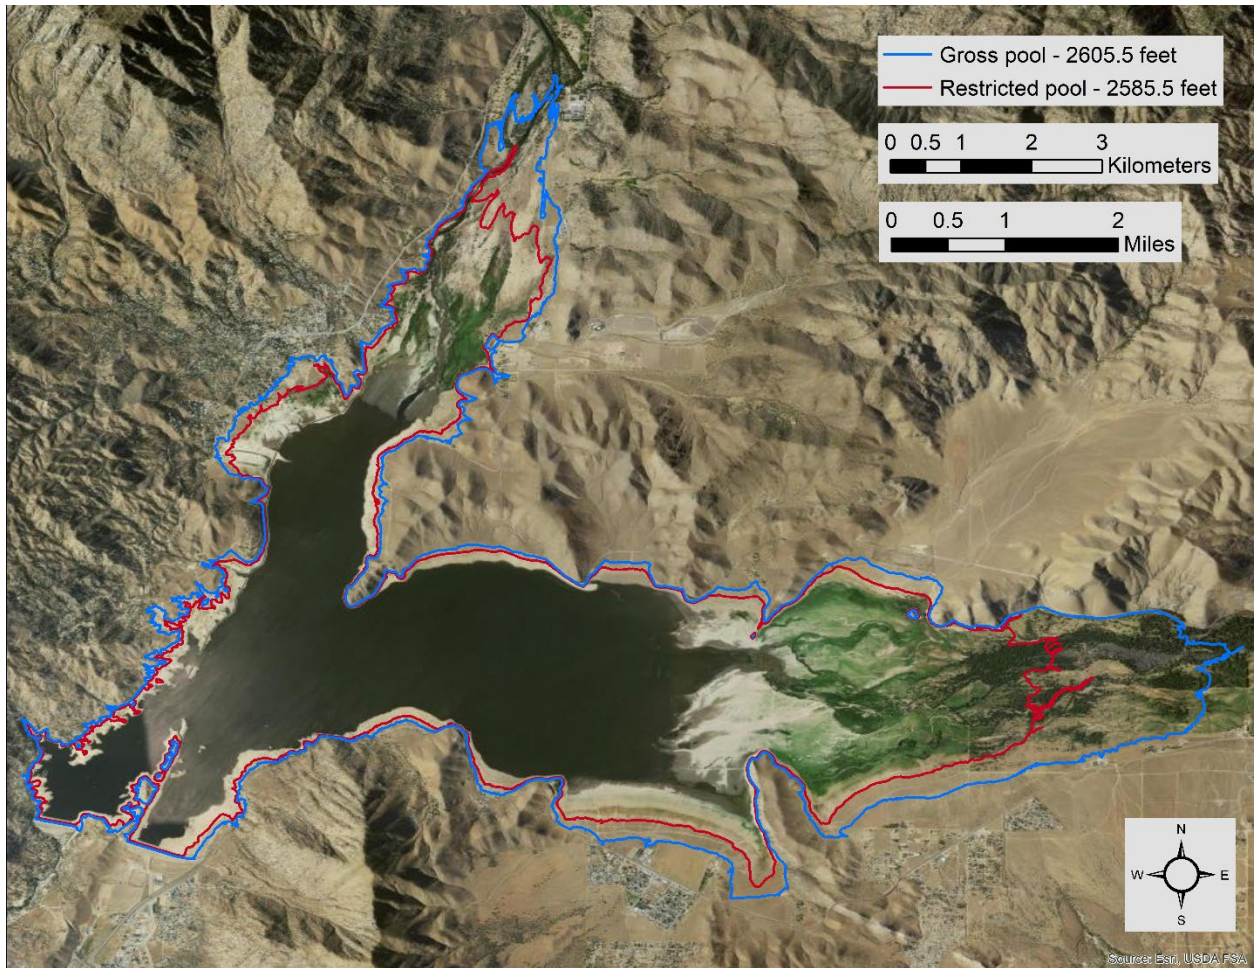 Gross pool - 2605.5 feet
Restricted pool - 2585.5 feet
0 0.5 1 2 3
Kilometers
0 0.5 1 2
Miles
N
W E
S
Source: Esri, USDA FSA